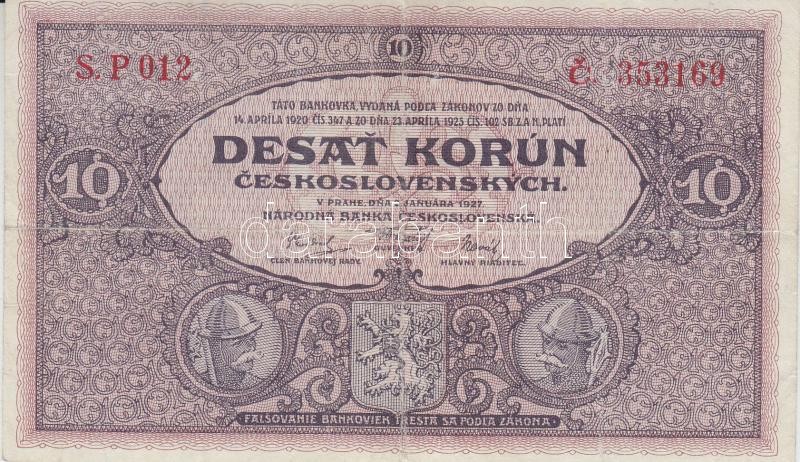 10
S. P 012
Č. 353169
TÁTO BANKOVKA, VYDANÁ PODĽA ZÁKONOV ZO DŇA
14. APRÍLA 1920 ČÍS. 347 A ZO DŇA 23. APRÍLA 1925 ČÍS. 102 SB. Z. A N. PLATÍ
DESAŤ KORÚN
ČESKOSLOVENSKÝCH.
10
10
V PRAHE, DŇA JANUÁRA 1927.
NÁRODNÁ BANKA ČESKOSLOVENSKÁ.
darabanth
ČLEN BANKOVEJ RADY.
HLAVNÝ RIADITEĽ.
FALŠOVANIE BANKOVIEK TRESTÁ SA PODĽA ZÁKONA